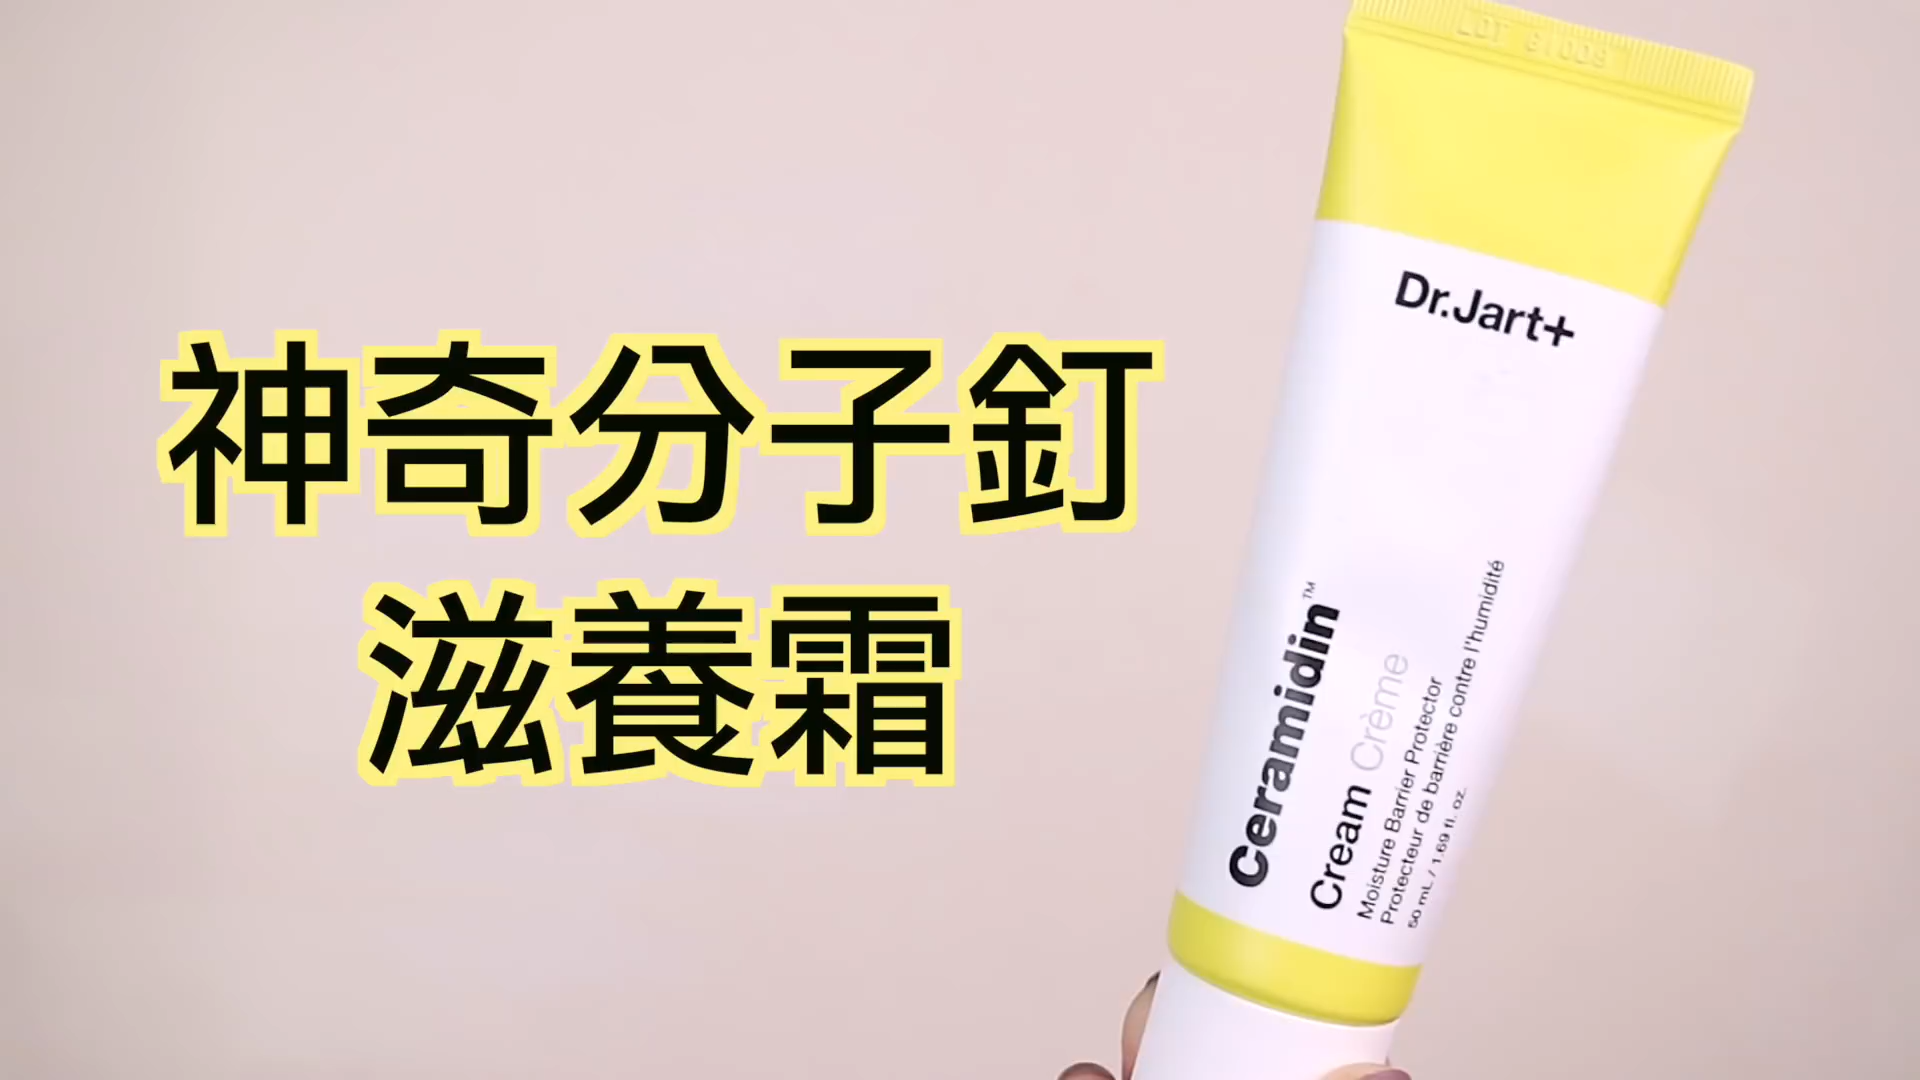 神奇分子釘
滋養霜
Dr.Jart+
Ceramidin™
Cream Crème
Moisture Barrier Protector
Protecteur de barrière contre l'humidité
50 mL / 1.69 fl. oz.